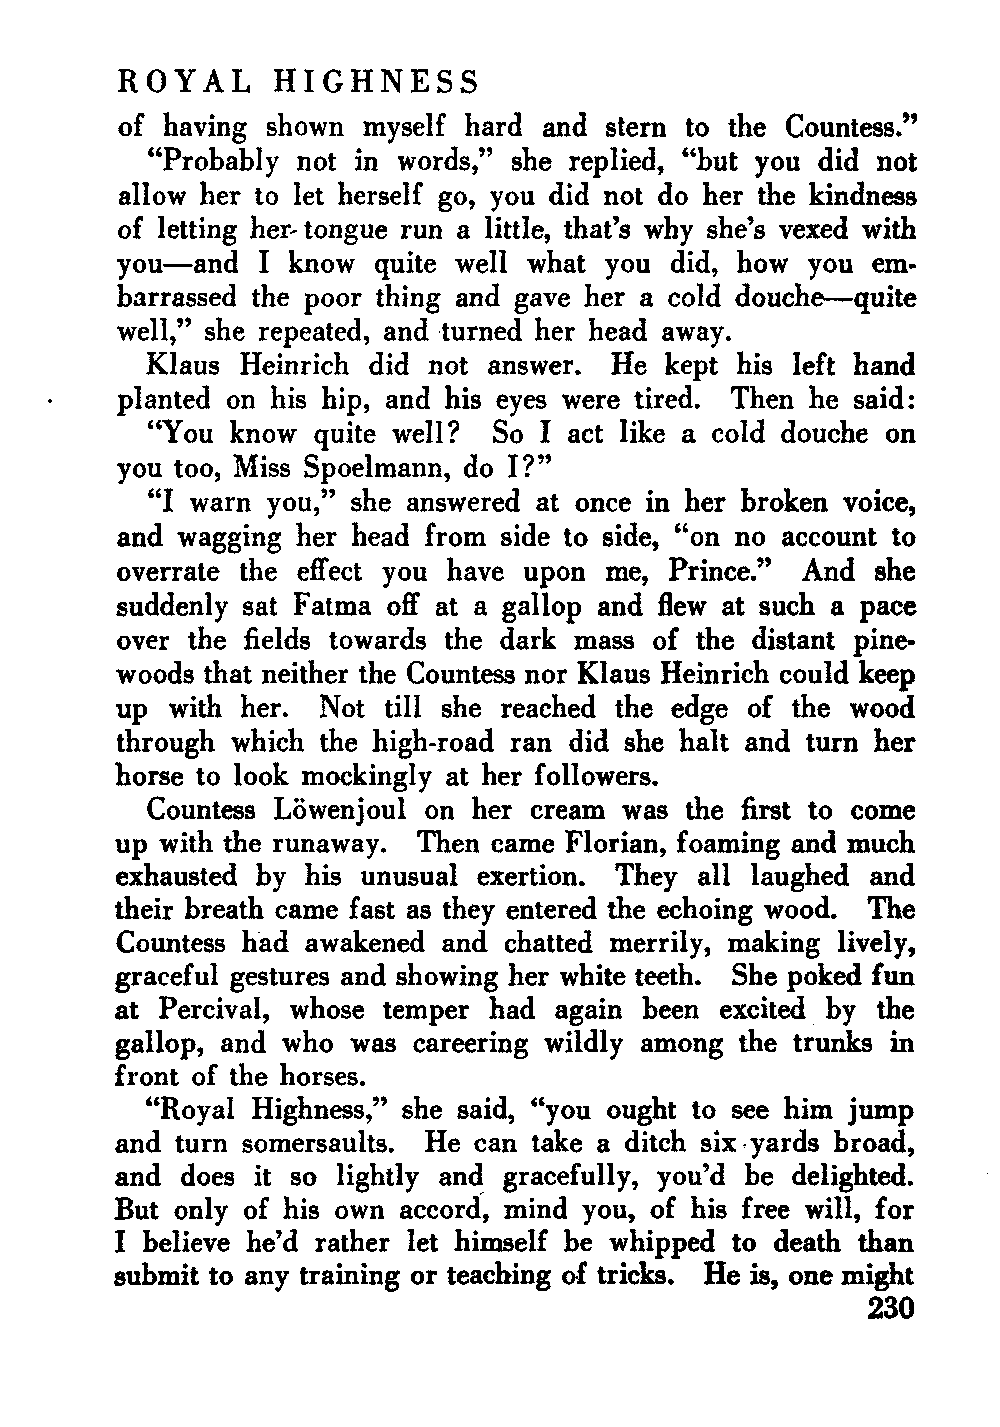 ROYAL HIGHNESS
of having shown myself hard and stern to the Countess.”
“Probably not in words,” she replied, “but you did not
allow her to let herself go, you did not do her the kindness
of letting her tongue run a little, that’s why she’s vexed with
you—and I know quite well what you did, how you em-
barrassed the poor thing and gave her a cold douche—quite
well,” she repeated, and turned her head away.
Klaus Heinrich did not answer. He kept his left hand
planted on his hip, and his eyes were tired. Then he said:
“You know quite well? So I act like a cold douche on
you too, Miss Spoelmann, do I?”
“I warn you,” she answered at once in her broken voice,
and wagging her head from side to side, “on no account to
overrate the effect you have upon me, Prince.” And she
suddenly sat Fatma off at a gallop and flew at such a pace
over the fields towards the dark mass of the distant pine-
woods that neither the Countess nor Klaus Heinrich could keep
up with her. Not till she reached the edge of the wood
through which the high-road ran did she halt and turn her
horse to look mockingly at her followers.
Countess Löwenjoul on her cream was the first to come
up with the runaway. Then came Florian, foaming and much
exhausted by his unusual exertion. They all laughed and
their breath came fast as they entered the echoing wood. The
Countess had awakened and chatted merrily, making lively,
graceful gestures and showing her white teeth. She poked fun
at Percival, whose temper had again been excited by the
gallop, and who was careering wildly among the trunks in
front of the horses.
“Royal Highness,” she said, “you ought to see him jump
and turn somersaults. He can take a ditch six yards broad,
and does it so lightly and gracefully, you’d be delighted.
But only of his own accord, mind you, of his free will, for
I believe he’d rather let himself be whipped to death than
submit to any training or teaching of tricks. He is, one might
230